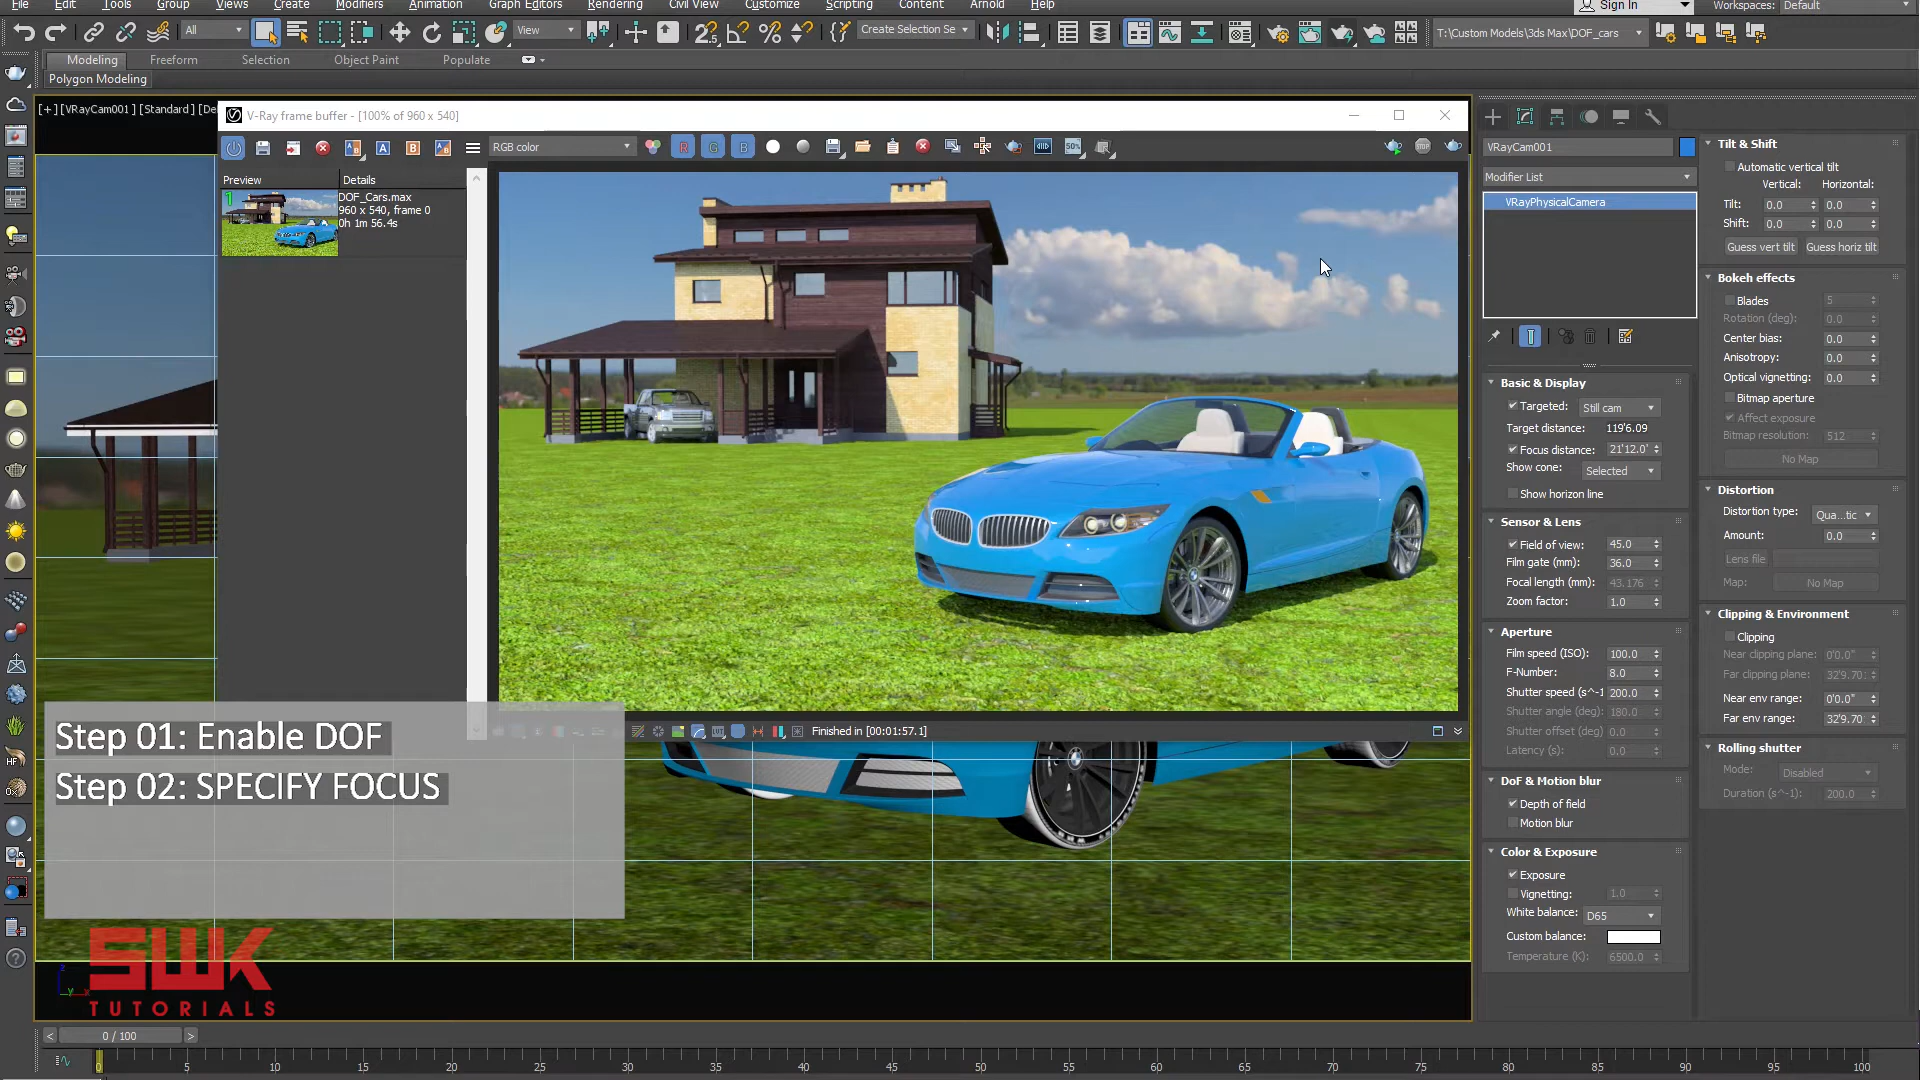 File Edit Tools Group Views Create Modifiers Animation Graph Editors Rendering Civil View Customize Scripting Content Arnold Help
Sign In Workspaces: Default
All View Create Selection Se T:\Custom Models\3ds Max\DOF_cars
Modeling Freeform Selection Object Paint Populate
Polygon Modeling
[+] [VRayCam001] [Standard] [De
V-Ray frame buffer - [100% of 960 x 540]
RGB color
Preview Details
DOF_Cars.max
960 x 540, frame 0
0h 1m 56.4s
1
Finished in [00:01:57.1]
Step 01: Enable DOF
Step 02: SPECIFY FOCUS
SWK
TUTORIALS
0 / 100
0 5 10 15 20 25 30 35 40 45 50 55 60 65 70 75 80 85 90 95 100
VRayCam001
Modifier List
VRayPhysicalCamera
Basic & Display
Targeted: Still cam
Target distance: 119'6.09
Focus distance: 21'12.0'
Show cone: Selected
Show horizon line
Sensor & Lens
Field of view: 45.0
Film gate (mm): 36.0
Focal length (mm): 43.176
Zoom factor: 1.0
Aperture
Film speed (ISO): 100.0
F-Number: 8.0
Shutter speed (s^-1 200.0
Shutter angle (deg): 180.0
Shutter offset (deg): 0.0
Latency (s): 0.0
DoF & Motion blur
Depth of field
Motion blur
Color & Exposure
Exposure
Vignetting: 1.0
White balance: D65
Custom balance:
Temperature (K): 6500.0
Tilt & Shift
Automatic vertical tilt
Vertical: Horizontal:
Tilt: 0.0 0.0
Shift: 0.0 0.0
Guess vert tilt Guess horiz tilt
Bokeh effects
Blades 5
Rotation (deg): 0.0
Center bias: 0.0
Anisotropy: 0.0
Optical vignetting: 0.0
Bitmap aperture
Affect exposure
Bitmap resolution: 512
No Map
Distortion
Distortion type: Qua...tic
Amount: 0.0
Lens file
Map: No Map
Clipping & Environment
Clipping
Near clipping plane: 0'0.0"
Far clipping plane: 32'9.70
Near env range: 0'0.0"
Far env range: 32'9.70
Rolling shutter
Mode: Disabled
Duration (s^-1): 200.0